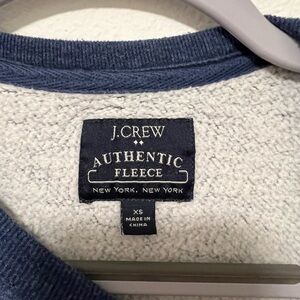 J.CREW
AUTHENTIC
FLEECE
NEW YORK, NEW YORK
XS
MADE IN
CHINA